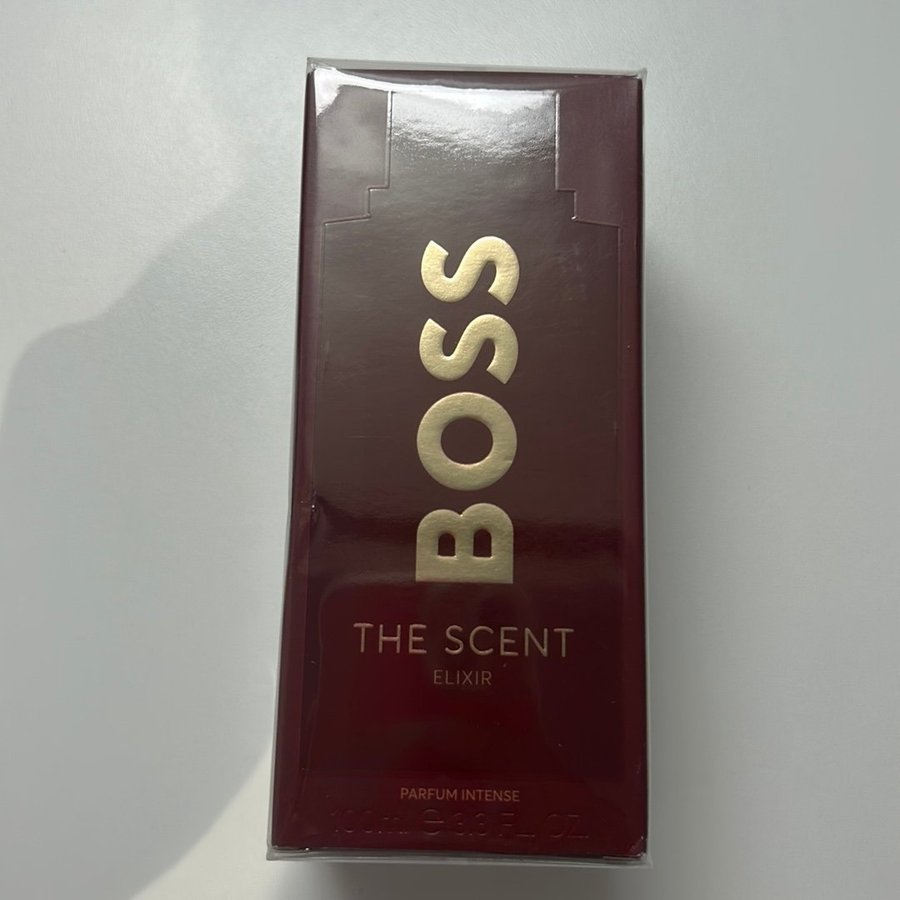 BOSS
THE SCENT
ELIXIR
PARFUM INTENSE
100ml ℮ 3.3 FL. OZ.